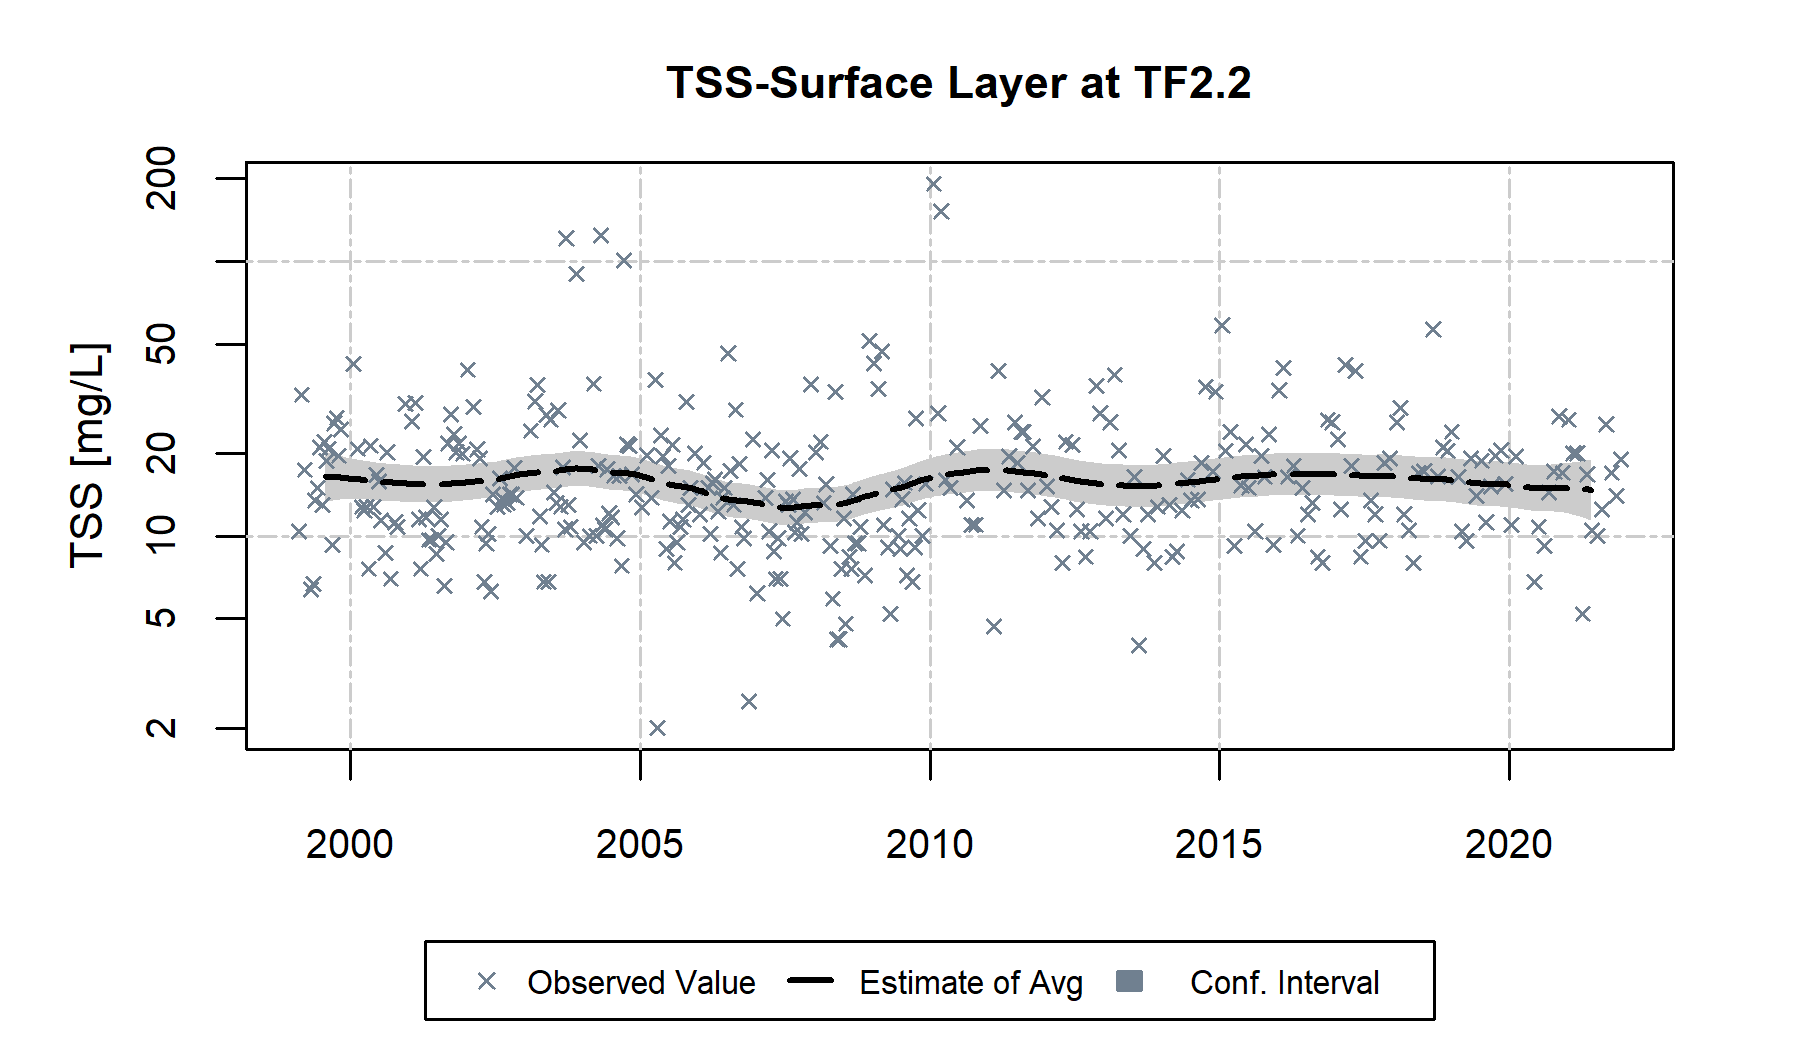 TSS-Surface Layer at TF2.2
TSS [mg/L]
200
50
20
10
5
2
2000 2005 2010 2015 2020
Observed Value Estimate of Avg Conf. Interval